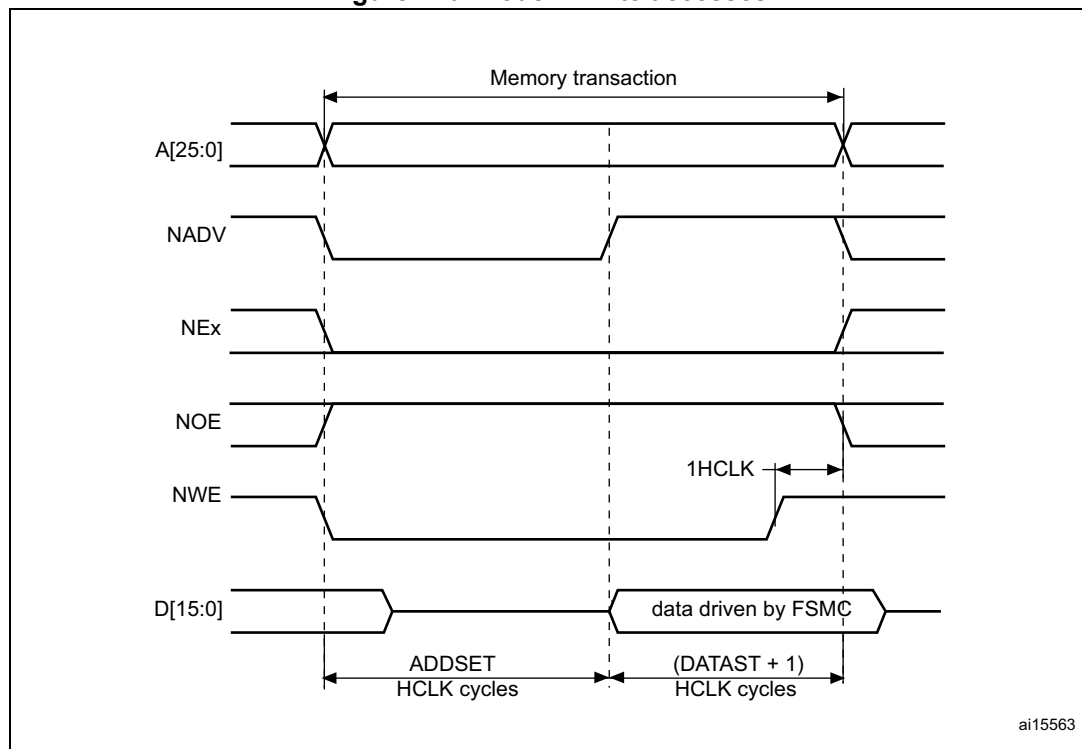 Memory transaction
A[25:0]
NADV
NEx
NOE
1HCLK
NWE
D[15:0]
data driven by FSMC
ADDSET
HCLK cycles
(DATAST + 1)
HCLK cycles
ai15563